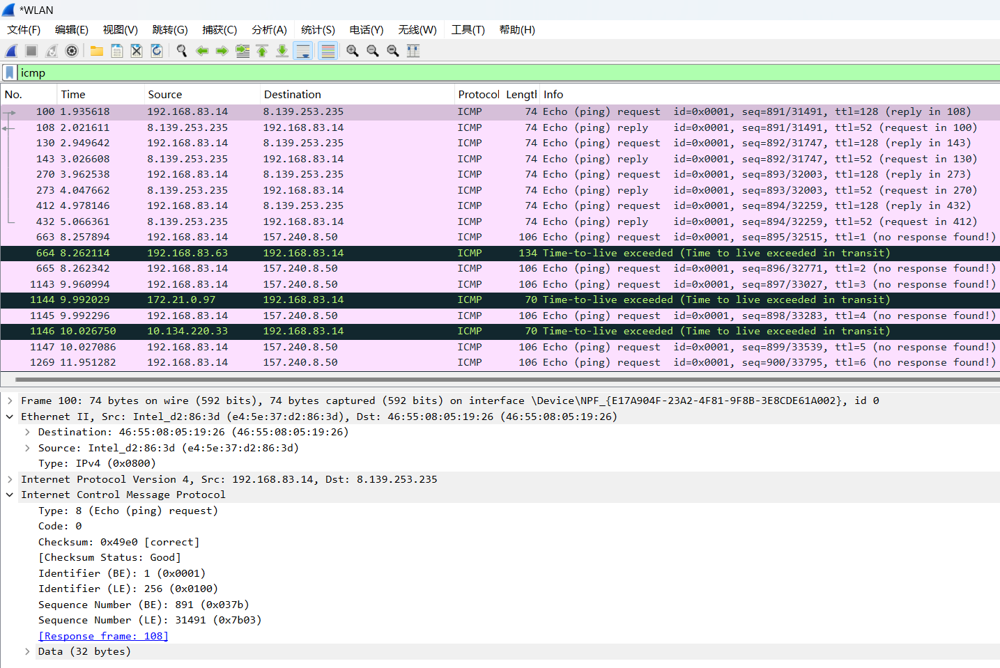 *WLAN
文件(F) 编辑(E) 视图(V) 跳转(G) 捕获(C) 分析(A) 统计(S) 电话(Y) 无线(W) 工具(T) 帮助(H)
icmp
No. Time Source Destination Protocol Lengtl Info
100 1.935618 192.168.83.14 8.139.253.235 ICMP 74 Echo (ping) request id=0x0001, seq=891/31491, ttl=128 (reply in 108)
108 2.021611 8.139.253.235 192.168.83.14 ICMP 74 Echo (ping) reply id=0x0001, seq=891/31491, ttl=52 (request in 100)
130 2.949642 192.168.83.14 8.139.253.235 ICMP 74 Echo (ping) request id=0x0001, seq=892/31747, ttl=128 (reply in 143)
143 3.026608 8.139.253.235 192.168.83.14 ICMP 74 Echo (ping) reply id=0x0001, seq=892/31747, ttl=52 (request in 130)
270 3.962538 192.168.83.14 8.139.253.235 ICMP 74 Echo (ping) request id=0x0001, seq=893/32003, ttl=128 (reply in 273)
273 4.047662 8.139.253.235 192.168.83.14 ICMP 74 Echo (ping) reply id=0x0001, seq=893/32003, ttl=52 (request in 270)
412 4.978146 192.168.83.14 8.139.253.235 ICMP 74 Echo (ping) request id=0x0001, seq=894/32259, ttl=128 (reply in 432)
432 5.066361 8.139.253.235 192.168.83.14 ICMP 74 Echo (ping) reply id=0x0001, seq=894/32259, ttl=52 (request in 412)
663 8.257894 192.168.83.14 157.240.8.50 ICMP 106 Echo (ping) request id=0x0001, seq=895/32515, ttl=1 (no response found!)
664 8.262114 192.168.83.63 192.168.83.14 ICMP 134 Time-to-live exceeded (Time to live exceeded in transit)
665 8.262342 192.168.83.14 157.240.8.50 ICMP 106 Echo (ping) request id=0x0001, seq=896/32771, ttl=2 (no response found!)
1143 9.960994 192.168.83.14 157.240.8.50 ICMP 106 Echo (ping) request id=0x0001, seq=897/33027, ttl=3 (no response found!)
1144 9.992029 172.21.0.97 192.168.83.14 ICMP 70 Time-to-live exceeded (Time to live exceeded in transit)
1145 9.992296 192.168.83.14 157.240.8.50 ICMP 106 Echo (ping) request id=0x0001, seq=898/33283, ttl=4 (no response found!)
1146 10.026750 10.134.220.33 192.168.83.14 ICMP 70 Time-to-live exceeded (Time to live exceeded in transit)
1147 10.027086 192.168.83.14 157.240.8.50 ICMP 106 Echo (ping) request id=0x0001, seq=899/33539, ttl=5 (no response found!)
1269 11.951282 192.168.83.14 157.240.8.50 ICMP 106 Echo (ping) request id=0x0001, seq=900/33795, ttl=6 (no response found!)
Frame 100: 74 bytes on wire (592 bits), 74 bytes captured (592 bits) on interface \Device\NPF_{E17A904F-23A2-4F81-9F8B-3E8CDE61A002}, id 0
Ethernet II, Src: Intel_d2:86:3d (e4:5e:37:d2:86:3d), Dst: 46:55:08:05:19:26 (46:55:08:05:19:26)
Destination: 46:55:08:05:19:26 (46:55:08:05:19:26)
Source: Intel_d2:86:3d (e4:5e:37:d2:86:3d)
Type: IPv4 (0x0800)
Internet Protocol Version 4, Src: 192.168.83.14, Dst: 8.139.253.235
Internet Control Message Protocol
Type: 8 (Echo (ping) request)
Code: 0
Checksum: 0x49e0 [correct]
[Checksum Status: Good]
Identifier (BE): 1 (0x0001)
Identifier (LE): 256 (0x0100)
Sequence Number (BE): 891 (0x037b)
Sequence Number (LE): 31491 (0x7b03)
[Response frame: 108]
Data (32 bytes)